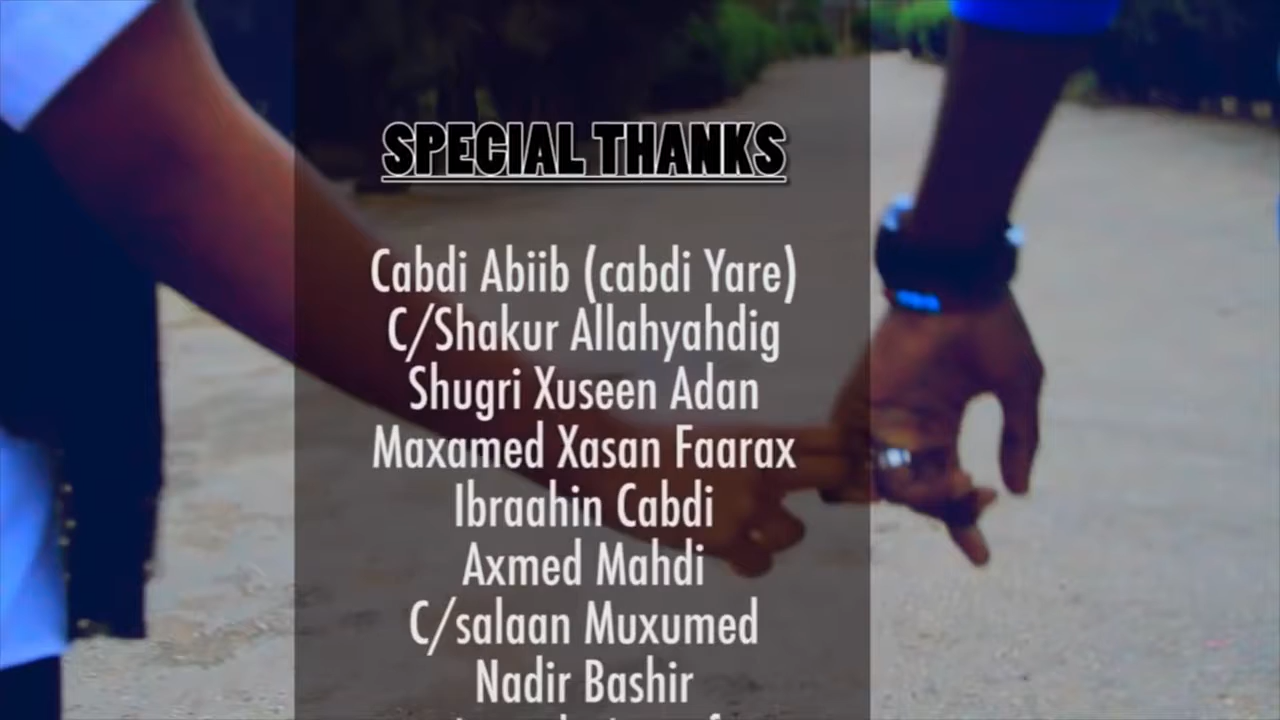 SPECIAL THANKS
Cabdi Abiib (cabdi Yare)
C/Shakur Allahyahdig
Shugri Xuseen Adan
Maxamed Xasan Faarax
Ibraahin Cabdi
Axmed Mahdi
C/salaan Muxumed
Nadir Bashir